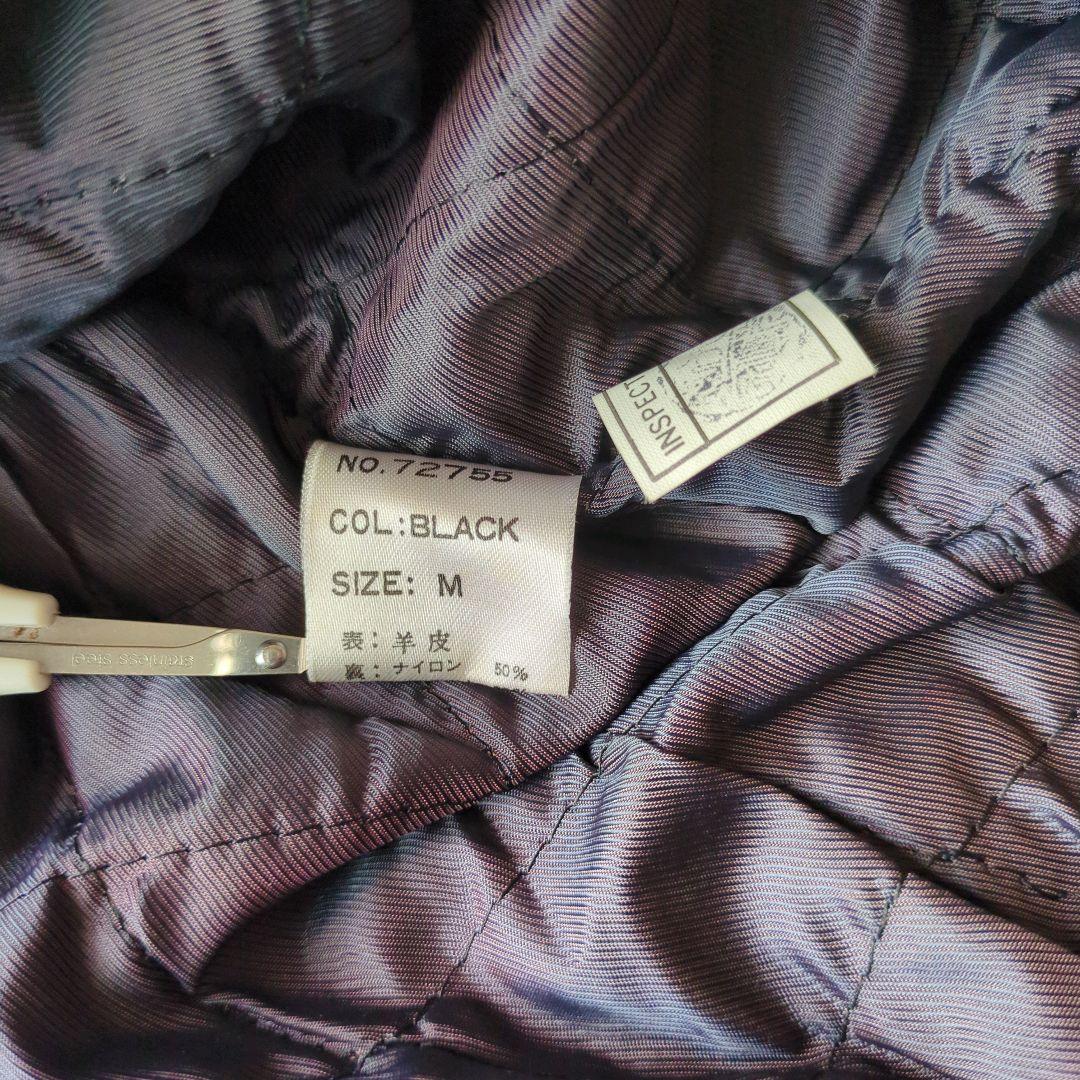 NO.72755
COL:BLACK
SIZE: M
表: 羊皮
裏: ナイロン 50%
INSPECT
stainless steel